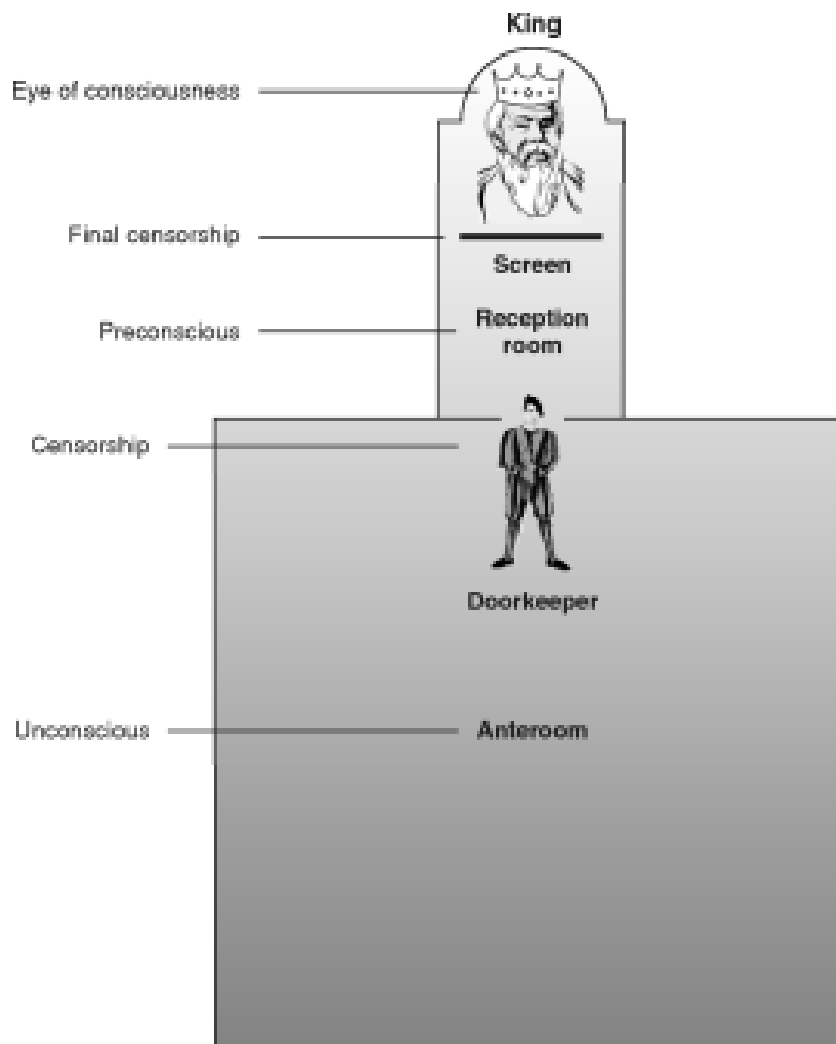 King
Eye of consciousness
Final censorship
Screen
Preconscious
Reception
room
Censorship
Doorkeeper
Unconscious
Anteroom